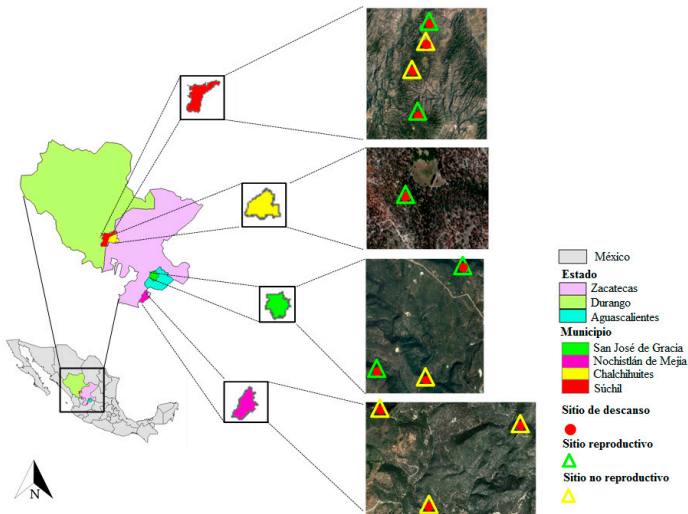 México
Estado
Zacatecas
Durango
Aguascalientes
Municipio
San José de Gracia
Nochistlán de Mejia
Chalchihuites
Súchil
Sitio de descanso
Sitio reproductivo
Sitio no reproductivo
N